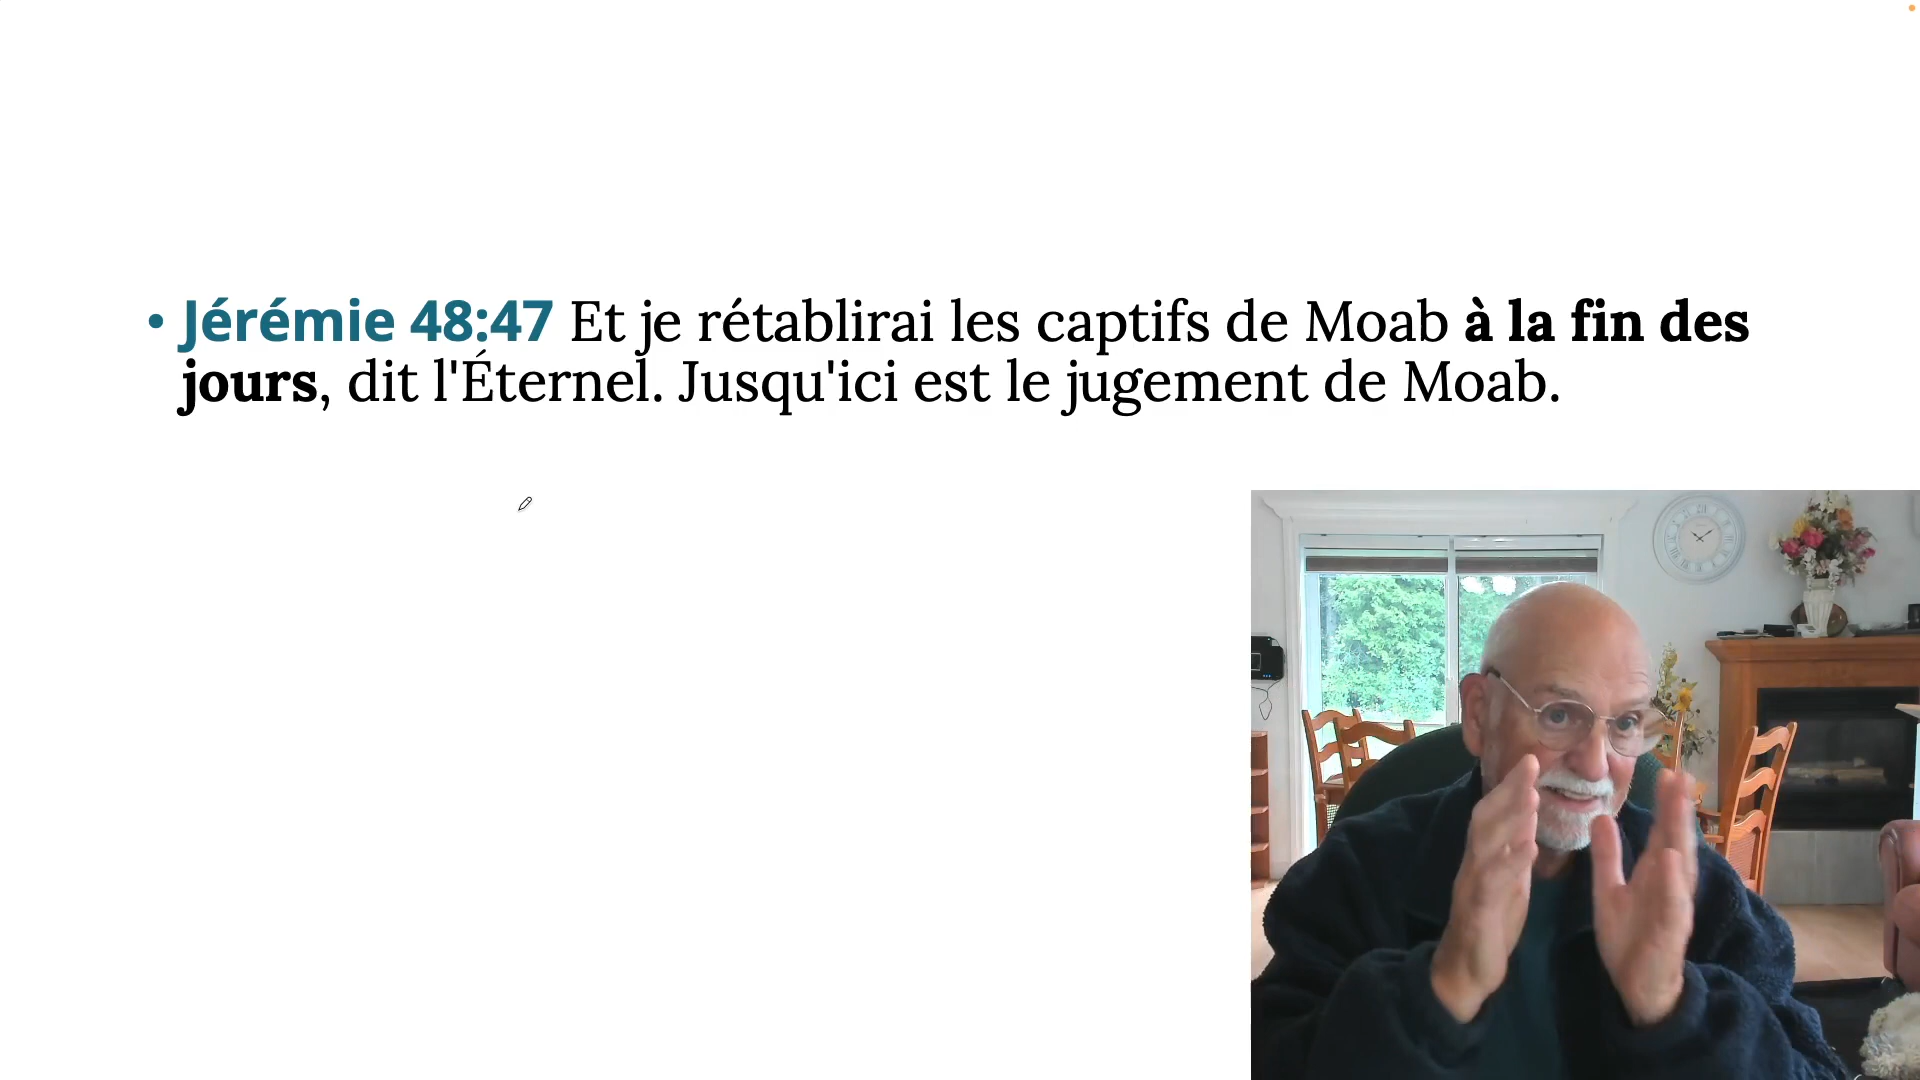 • Jérémie 48:47 Et je rétablirai les captifs de Moab à la fin des
jours, dit l'Éternel. Jusqu'ici est le jugement de Moab.